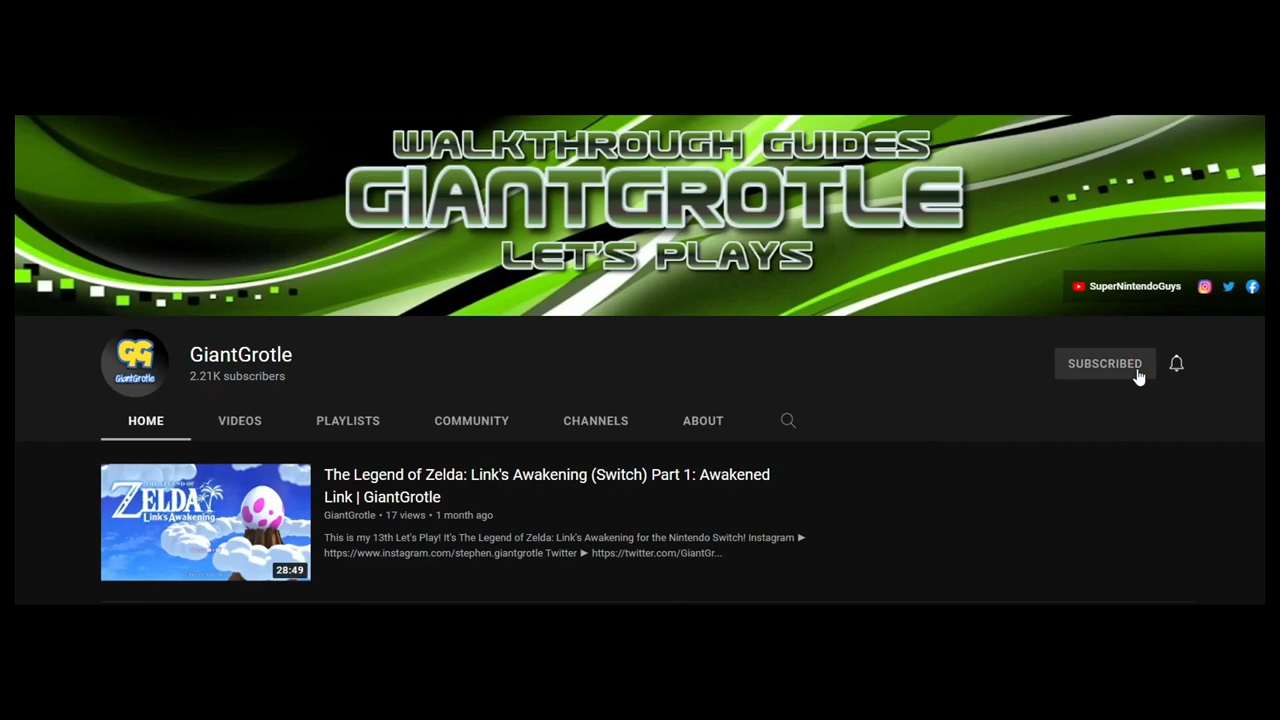 WALKTHROUGH GUIDES
GIANTGROTLE
LET'S PLAYS
SuperNintendoGuys
GG
GiantGrotle
GiantGrotle
2.21K subscribers
SUBSCRIBED
HOME VIDEOS PLAYLISTS COMMUNITY CHANNELS ABOUT
THE LEGEND OF
ZELDA
Link's Awakening
28:49
The Legend of Zelda: Link's Awakening (Switch) Part 1: Awakened
Link | GiantGrotle
GiantGrotle • 17 views • 1 month ago
This is my 13th Let's Play! It's The Legend of Zelda: Link's Awakening for the Nintendo Switch! Instagram ►
https://www.instagram.com/stephen.giantgrotle Twitter ► https://twitter.com/GiantGr...